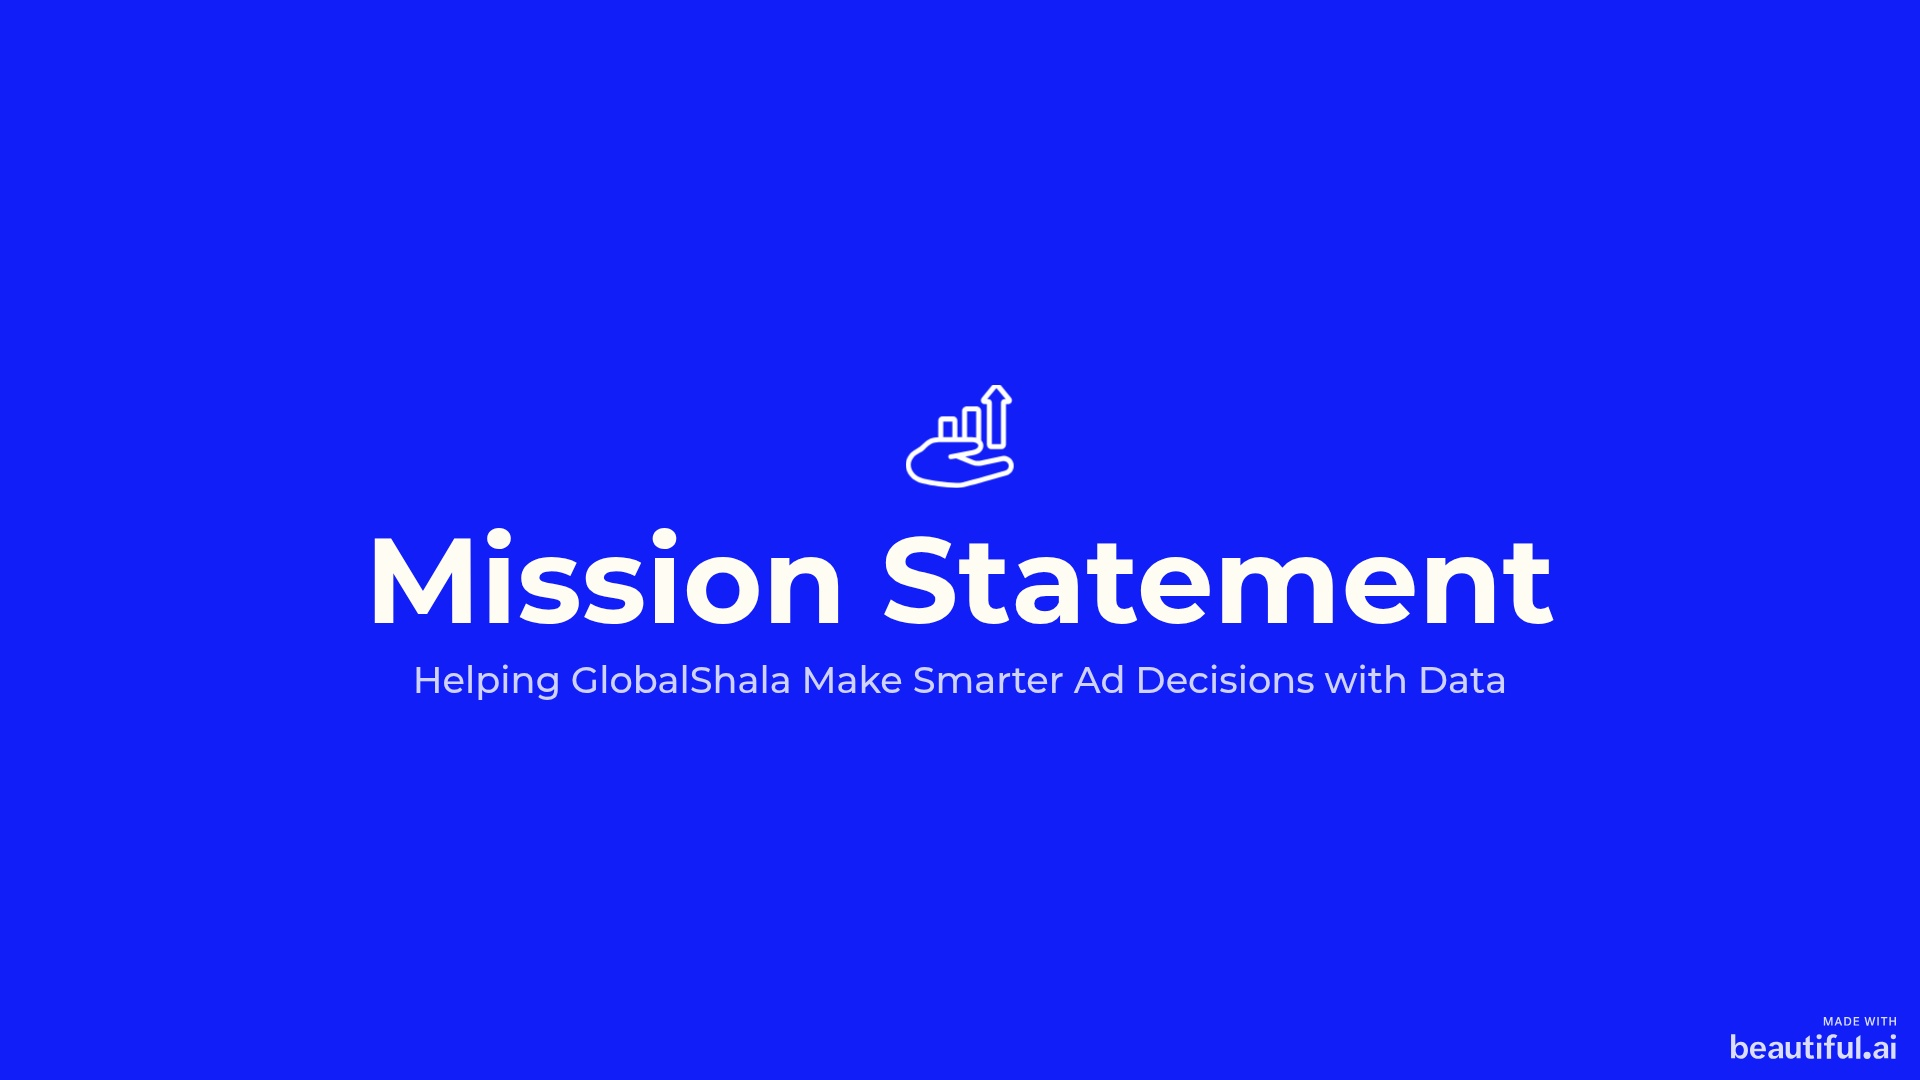 Mission Statement
Helping GlobalShala Make Smarter Ad Decisions with Data
MADE WITH
beautiful.ai